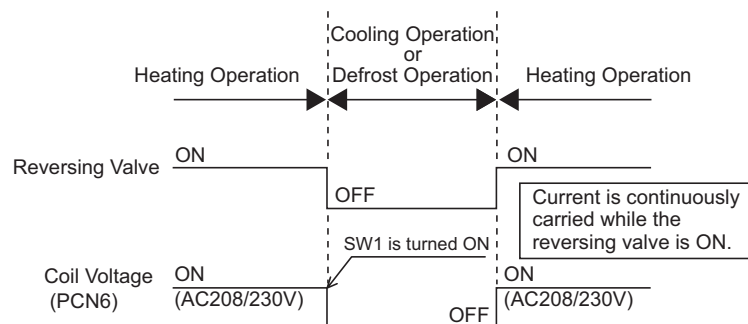 Cooling Operation
or
Defrost Operation
Heating Operation
Heating Operation
Reversing Valve
ON
OFF
ON
Current is continuously
carried while the
reversing valve is ON.
SW1 is turned ON
Coil Voltage
(PCN6)
ON
(AC208/230V)
OFF
ON
(AC208/230V)